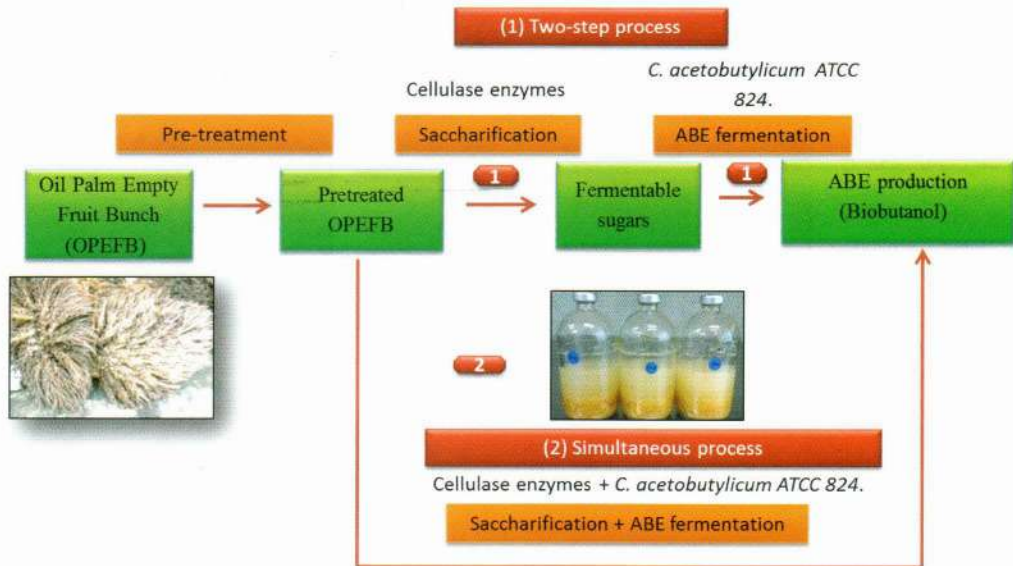 (1) Two-step process
C. acetobutylicum ATCC
824.
Cellulase enzymes
Pre-treatment
Saccharification
ABE fermentation
1
1
Oil Palm Empty
Fruit Bunch
(OPEFB)
Pretreated
OPEFB
Fermentable
sugars
ABE production
(Biobutanol)
2
(2) Simultaneous process
Cellulase enzymes + C. acetobutylicum ATCC 824.
Saccharification + ABE fermentation